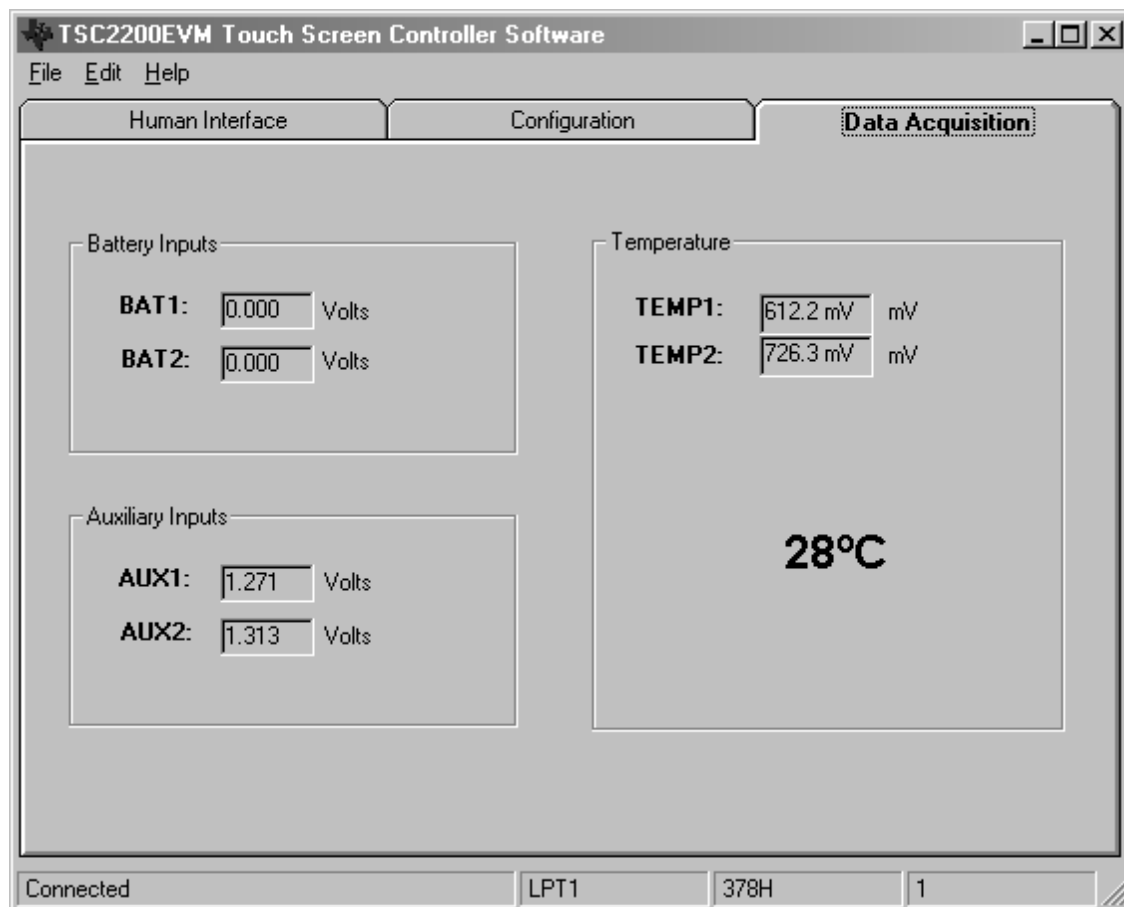 TSC2200EVM Touch Screen Controller Software
File Edit Help
Human Interface Configuration Data Acquisition
Battery Inputs
BAT1: 0.000 Volts
BAT2: 0.000 Volts
Auxiliary Inputs
AUX1: 1.271 Volts
AUX2: 1.313 Volts
Temperature
TEMP1: 612.2 mV mV
TEMP2: 726.3 mV mV
28ºC
Connected LPT1 378H 1